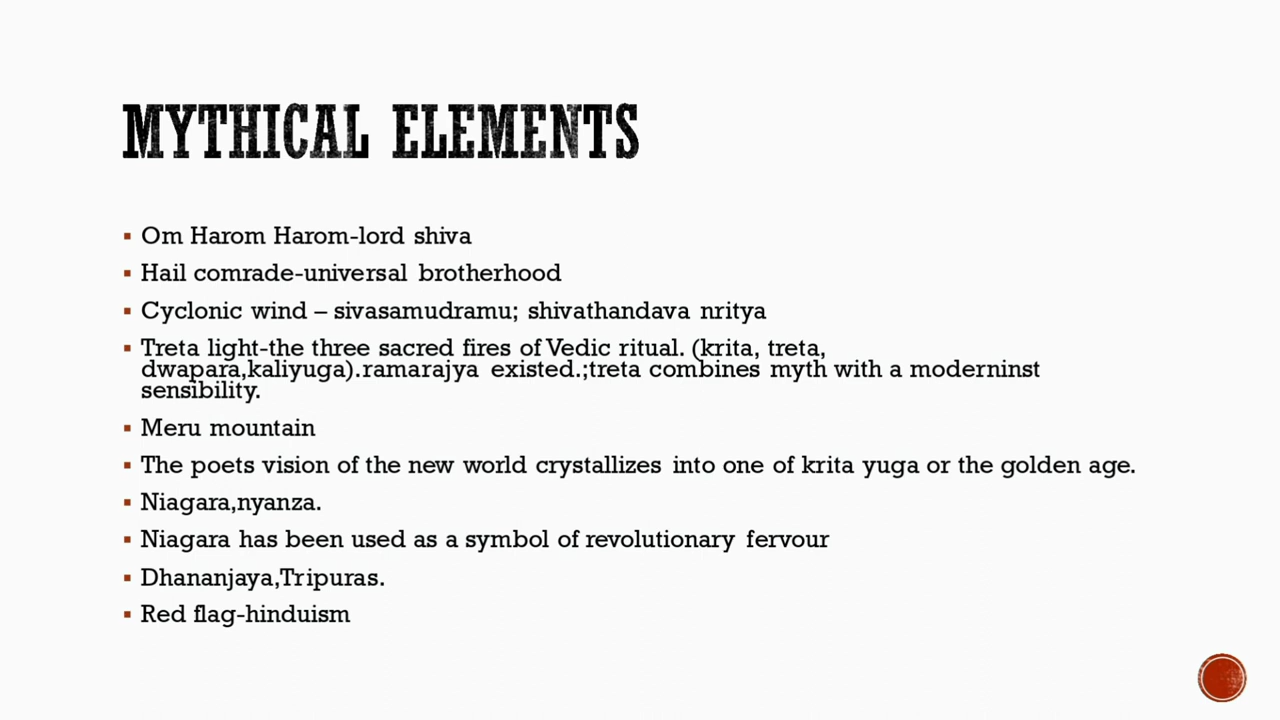 MYTHICAL ELEMENTS
▪ Om Harom Harom-lord shiva
▪ Hail comrade-universal brotherhood
▪ Cyclonic wind – sivasamudramu; shivathandava nritya
▪ Treta light-the three sacred fires of Vedic ritual. (krita, treta,
dwapara,kaliyuga).ramarajya existed.;treta combines myth with a moderninst
sensibility.
▪ Meru mountain
▪ The poets vision of the new world crystallizes into one of krita yuga or the golden age.
▪ Niagara,nyanza.
▪ Niagara has been used as a symbol of revolutionary fervour
▪ Dhananjaya,Tripuras.
▪ Red flag-hinduism